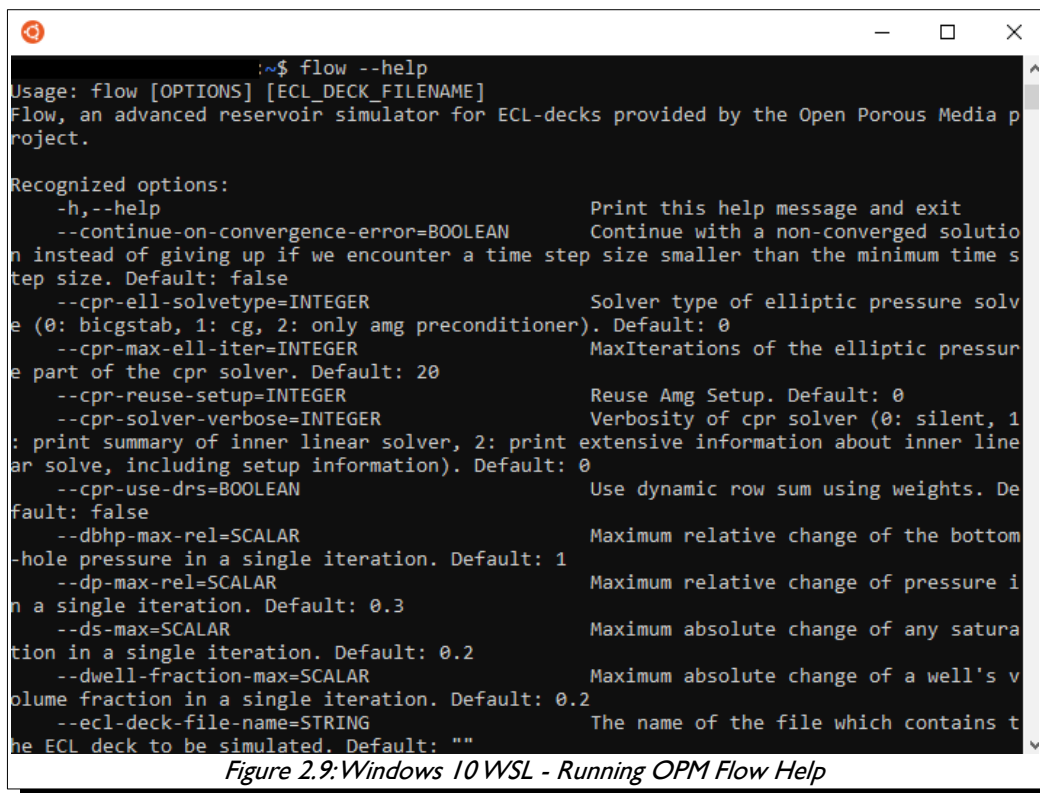 :~$ flow --help
Usage: flow [OPTIONS] [ECL_DECK_FILENAME]
Flow, an advanced reservoir simulator for ECL-decks provided by the Open Porous Media p
roject.
Recognized options:
-h,--help Print this help message and exit
--continue-on-convergence-error=BOOLEAN Continue with a non-converged solutio
n instead of giving up if we encounter a time step size smaller than the minimum time s
tep size. Default: false
--cpr-ell-solvetype=INTEGER Solver type of elliptic pressure solv
e (0: bicgstab, 1: cg, 2: only amg preconditioner). Default: 0
--cpr-max-ell-iter=INTEGER MaxIterations of the elliptic pressur
e part of the cpr solver. Default: 20
--cpr-reuse-setup=INTEGER Reuse Amg Setup. Default: 0
--cpr-solver-verbose=INTEGER Verbosity of cpr solver (0: silent, 1
: print summary of inner linear solver, 2: print extensive information about inner line
ar solve, including setup information). Default: 0
--cpr-use-drs=BOOLEAN Use dynamic row sum using weights. De
fault: false
--dbhp-max-rel=SCALAR Maximum relative change of the bottom
-hole pressure in a single iteration. Default: 1
--dp-max-rel=SCALAR Maximum relative change of pressure i
n a single iteration. Default: 0.3
--ds-max=SCALAR Maximum absolute change of any satura
tion in a single iteration. Default: 0.2
--dwell-fraction-max=SCALAR Maximum absolute change of a well's v
olume fraction in a single iteration. Default: 0.2
--ecl-deck-file-name=STRING The name of the file which contains t
he ECL deck to be simulated. Default: ""
Figure 2.9: Windows 10 WSL - Running OPM Flow Help